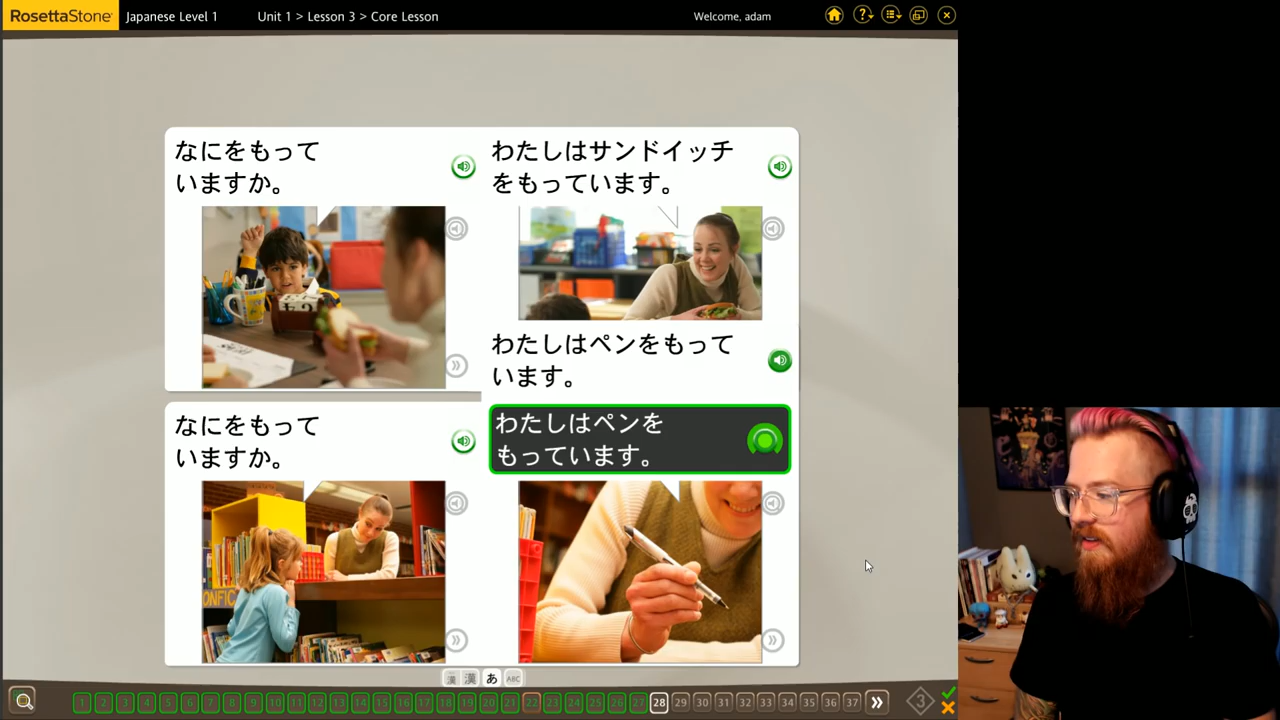 RosettaStone
Japanese Level 1
Unit 1 > Lesson 3 > Core Lesson
Welcome, adam
なにをもって
いますか。
わたしはサンドイッチ
をもっています。
わたしはペンをもって
います。
なにをもって
いますか。
わたしはペンを
もっています。
漢 漢 あ ABC
1 2 3 4 5 6 7 8 9 10 11 12 13 14 15 16 17 18 19 20 21 22 23 24 25 26 27 28 29 30 31 32 33 34 35 36 37
3